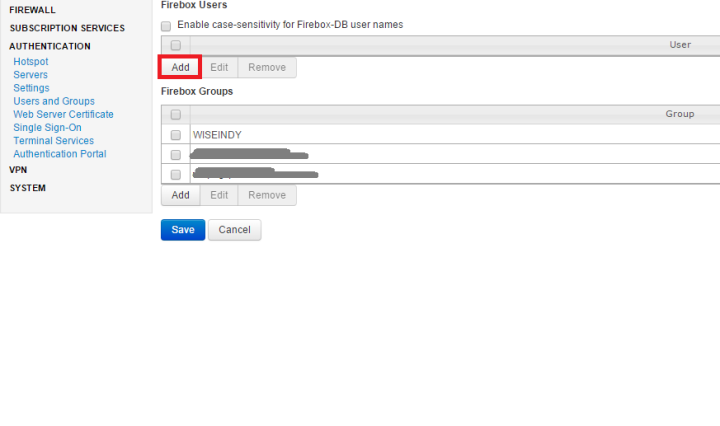 FIREWALL
SUBSCRIPTION SERVICES
AUTHENTICATION
Hotspot
Servers
Settings
Users and Groups
Web Server Certificate
Single Sign-On
Terminal Services
Authentication Portal
VPN
SYSTEM
Firebox Users
Enable case-sensitivity for Firebox-DB user names
User
Add Edit Remove
Firebox Groups
Group
WISEINDY
Add Edit Remove
Save Cancel